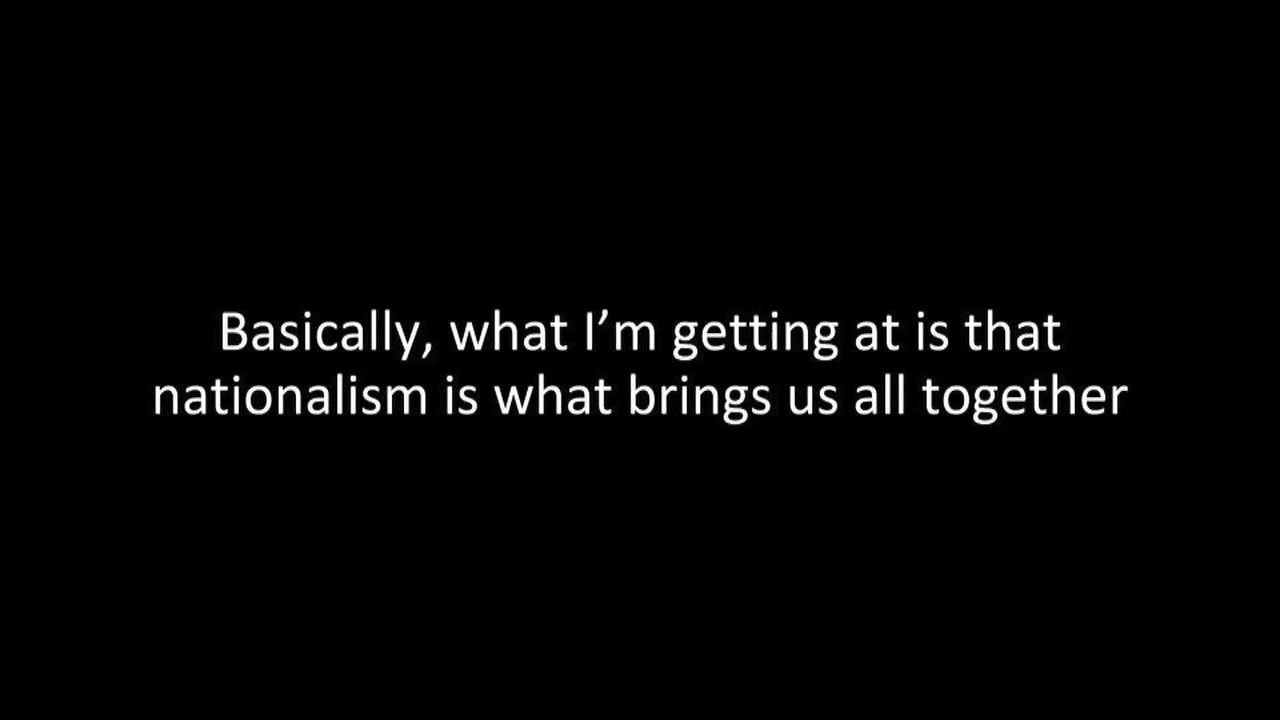 Basically, what I’m getting at is that
nationalism is what brings us all together